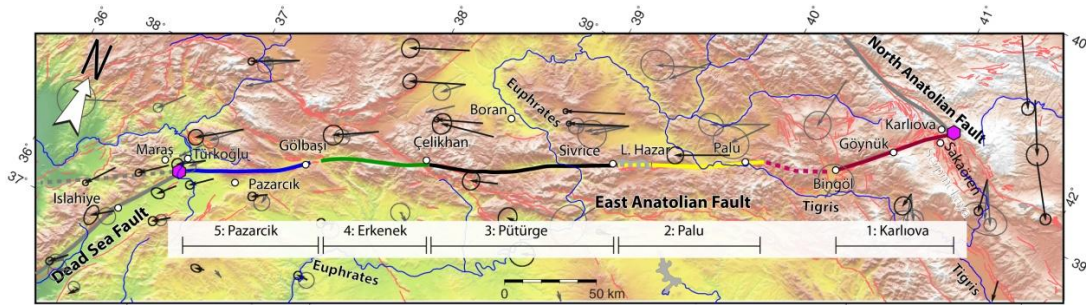 36
38
37
38
39
40
41
40
36
32
42
39
N
North Anatolian Fault
Euphrates
Boran
Karlıova
Maraş
Türkoğlu
Gölbaşı
Çelikhan
Sivrice
L. Hazar
Palu
Göynük
Sakaören
Islahiye
Pazarcık
Bingöl
East Anatolian Fault
Tigris
Dead Sea Fault
5: Pazarcik
4: Erkenek
3: Pütürge
2: Palu
1: Karlıova
Euphrates
Tigris
0
50 km